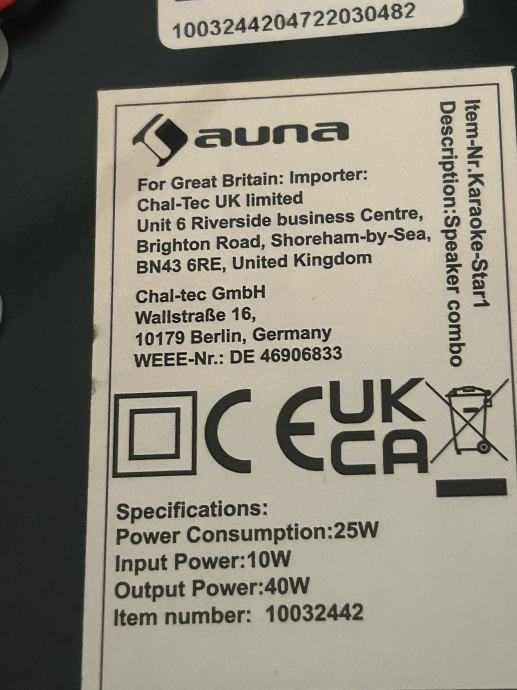 1003244204722030482
auna
For Great Britain: Importer:
Chal-Tec UK limited
Unit 6 Riverside business Centre,
Brighton Road, Shoreham-by-Sea,
BN43 6RE, United Kingdom
Chal-tec GmbH
Wallstraße 16,
10179 Berlin, Germany
WEEE-Nr.: DE 46906833
Item-Nr.Karaoke-Star1
Description:Speaker combo
CE
UK
CA
Specifications:
Power Consumption:25W
Input Power:10W
Output Power:40W
Item number: 10032442